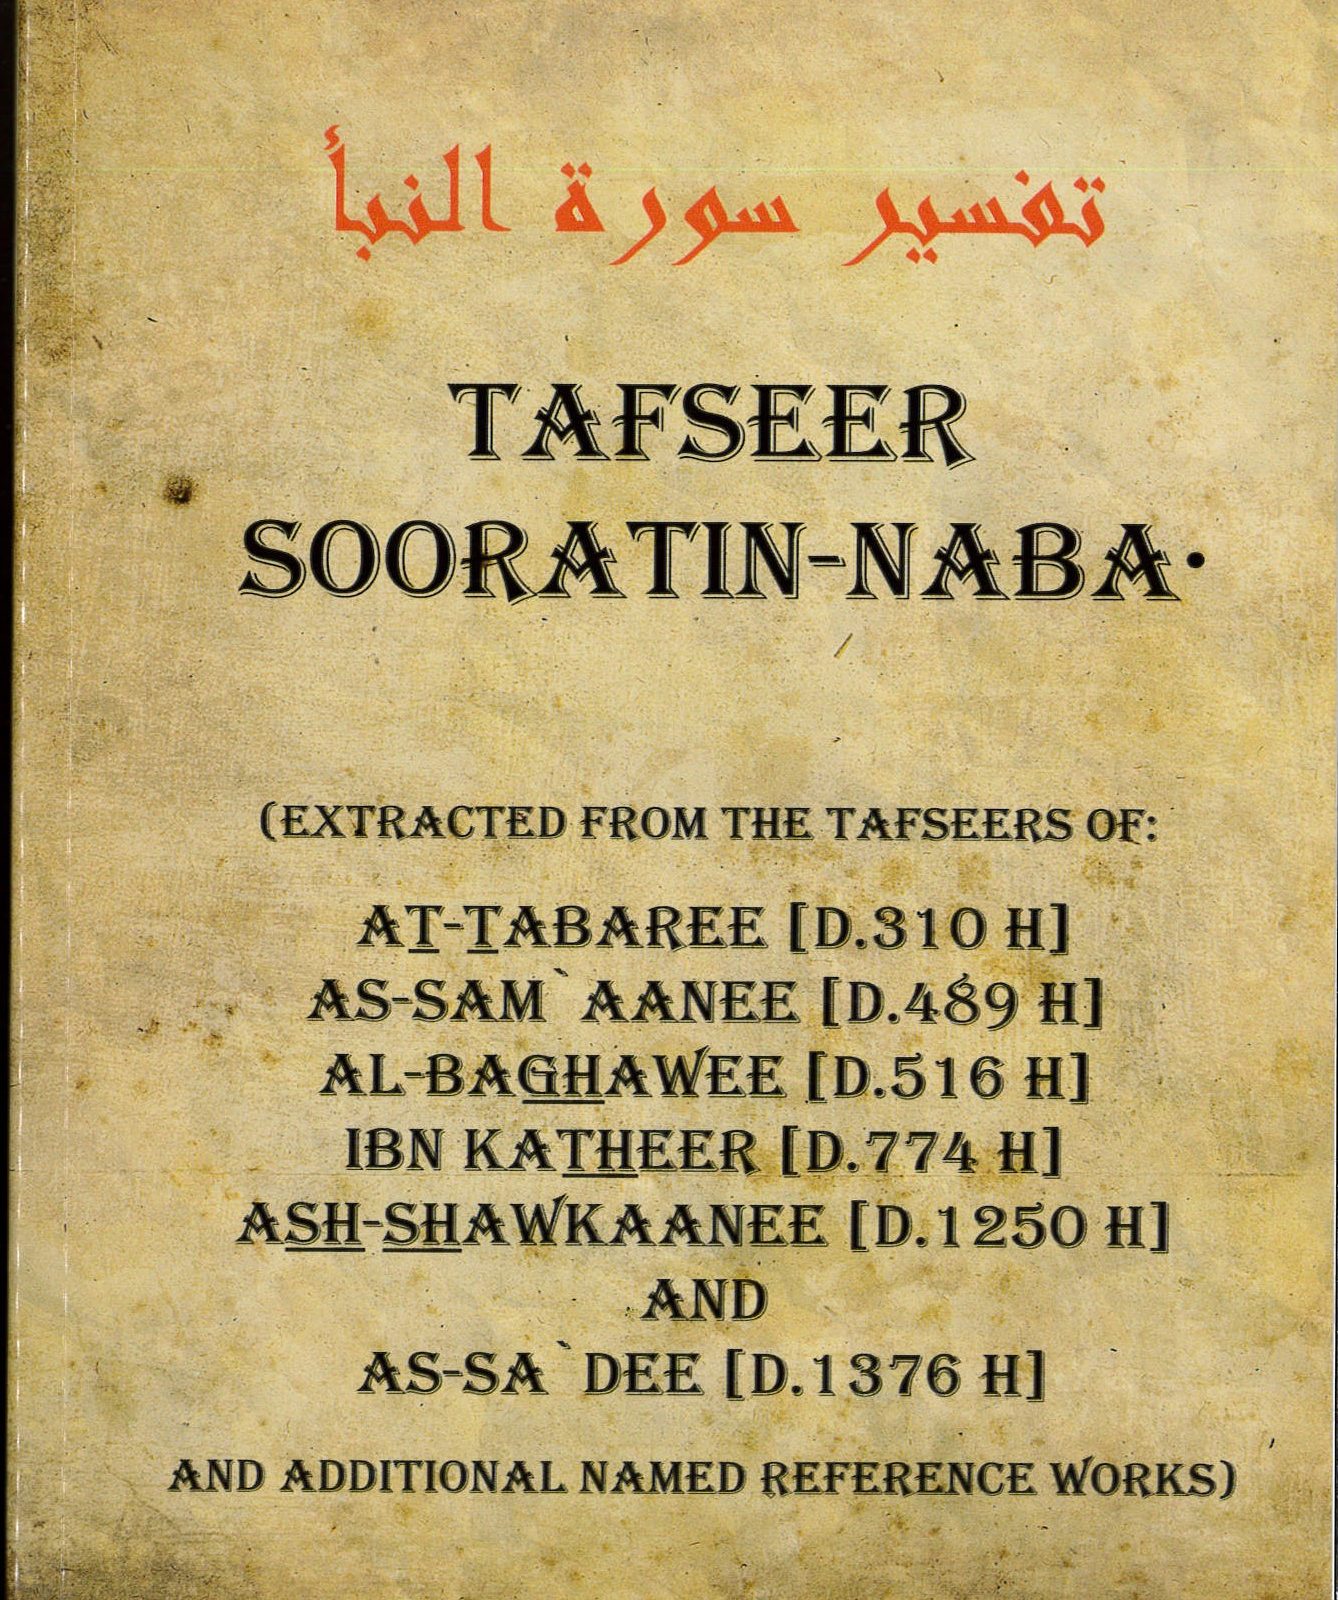 تفسير سورة النبأ
TAFSEER
SOORATIN-NABA·
(EXTRACTED FROM THE TAFSEERS OF:
AT-TABAREE [D.310 H]
AS-SAM`AANEE [D.489 H]
AL-BAGHAWEE [D.516 H]
IBN KATHEER [D.774 H]
ASH-SHAWKAANEE [D.1250 H]
AND
AS-SA`DEE [D.1376 H]
AND ADDITIONAL NAMED REFERENCE WORKS)